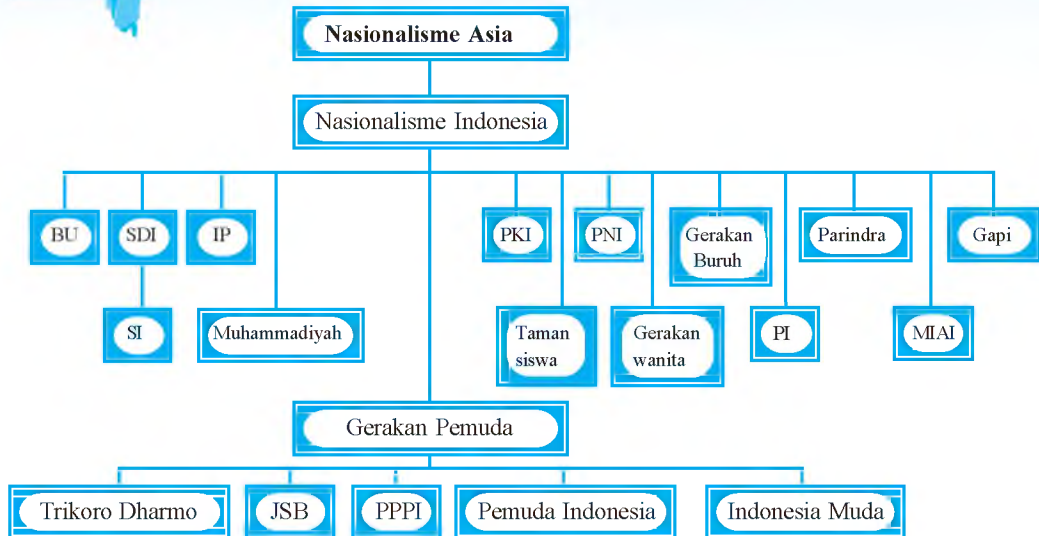 Nasionalisme Asia
Nasionalisme Indonesia
BU
SDI
IP
PKI
PNI
Gerakan
Buruh
Parindra
Gapi
SI
Muhammadiyah
Taman
siswa
Gerakan
wanita
PI
MIAI
Gerakan Pemuda
Trikoro Dharmo
JSB
PPPI
Pemuda Indonesia
Indonesia Muda